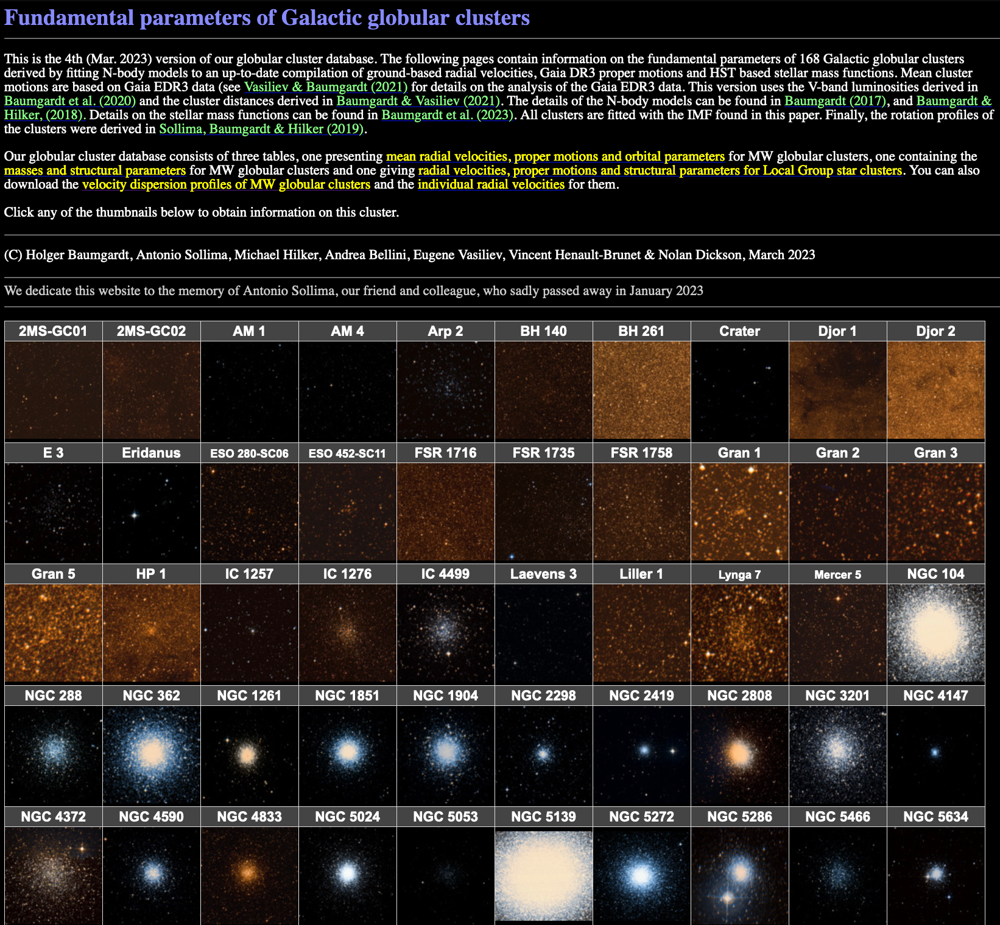 Fundamental parameters of Galactic globular clusters
This is the 4th (Mar. 2023) version of our globular cluster database. The following pages contain information on the fundamental parameters of 168 Galactic globular clusters
derived by fitting N-body models to an up-to-date compilation of ground-based radial velocities, Gaia DR3 proper motions and HST based stellar mass functions. Mean cluster
motions are based on Gaia EDR3 data (see Vasiliev & Baumgardt (2021) for details on the analysis of the Gaia EDR3 data. This version uses the V-band luminosities derived in
Baumgardt et al. (2020) and the cluster distances derived in Baumgardt & Vasiliev (2021). The details of the N-body models can be found in Baumgardt (2017), and Baumgardt &
Hilker, (2018). Details on the stellar mass functions can be found in Baumgardt et al. (2023). All clusters are fitted with the IMF found in this paper. Finally, the rotation profiles of
the clusters were derived in Sollima, Baumgardt & Hilker (2019).
Our globular cluster database consists of three tables, one presenting mean radial velocities, proper motions and orbital parameters for MW globular clusters, one containing the
masses and structural parameters for MW globular clusters and one giving radial velocities, proper motions and structural parameters for Local Group star clusters. You can also
download the velocity dispersion profiles of MW globular clusters and the individual radial velocities for them.
Click any of the thumbnails below to obtain information on this cluster.
(C) Holger Baumgardt, Antonio Sollima, Michael Hilker, Andrea Bellini, Eugene Vasiliev, Vincent Henault-Brunet & Nolan Dickson, March 2023
We dedicate this website to the memory of Antonio Sollima, our friend and colleague, who sadly passed away in January 2023
2MS-GC01 2MS-GC02 AM 1 AM 4 Arp 2 BH 140 BH 261 Crater Djor 1 Djor 2
E 3 Eridanus ESO 280-SC06 ESO 452-SC11 FSR 1716 FSR 1735 FSR 1758 Gran 1 Gran 2 Gran 3
Gran 5 HP 1 IC 1257 IC 1276 IC 4499 Laevens 3 Liller 1 Lynga 7 Mercer 5 NGC 104
NGC 288 NGC 362 NGC 1261 NGC 1851 NGC 1904 NGC 2298 NGC 2419 NGC 2808 NGC 3201 NGC 4147
NGC 4372 NGC 4590 NGC 4833 NGC 5024 NGC 5053 NGC 5139 NGC 5272 NGC 5286 NGC 5466 NGC 5634